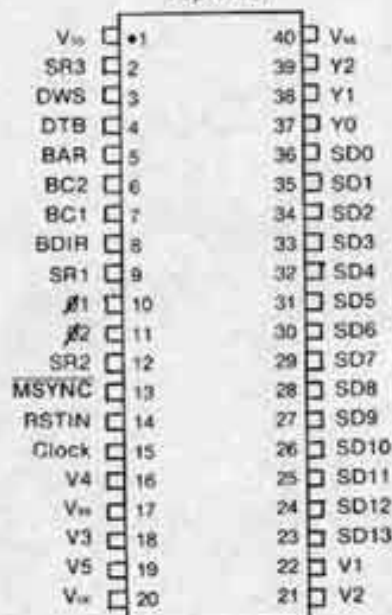 •1 40
SR3 2 39 Y2
DWS 3 38 Y1
DTB 4 37 Y0
BAR 5 36 SD0
BC2 6 35 SD1
BC1 7 34 SD2
BDIR 8 33 SD3
SR1 9 32 SD4
Ø1 10 31 SD5
Ø2 11 30 SD6
SR2 12 29 SD7
MSYNC 13 28 SD8
RSTIN 14 27 SD9
Clock 15 26 SD10
V4 16 25 SD11
17 24 SD12
V3 18 23 SD13
V5 19 22 V1
20 21 V2